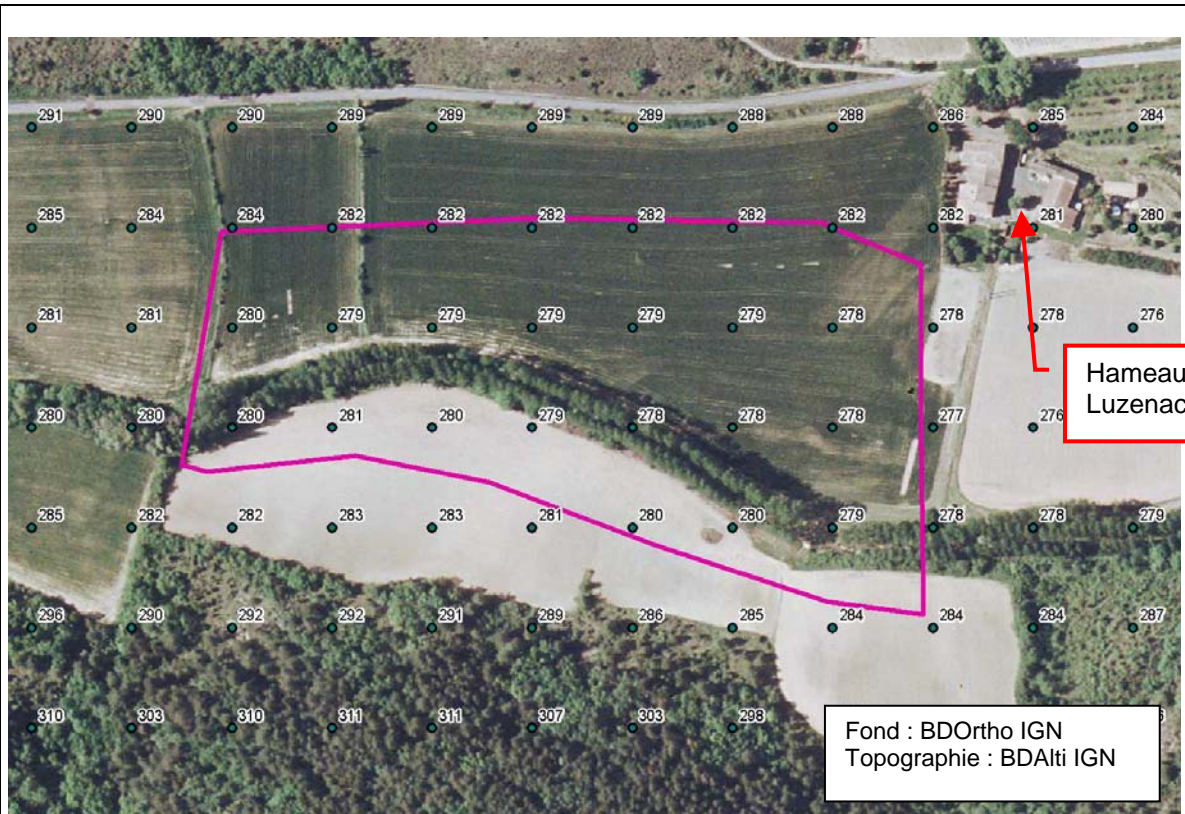 291 290 290 289 289 289 289 288 288 286 285 284
285 284 284 282 282 282 282 282 282 282 281 280
281 281 280 279 279 279 279 279 278 278 278 276
Hameau
Luzenac
280 280 280 281 280 279 278 278 278 277 276
285 282 282 283 283 281 280 280 279 278 278 279
296 290 292 292 291 289 286 285 284 284 284 287
310 303 310 311 311 307 303 298
Fond : BDOrtho IGN
Topographie : BDAlti IGN